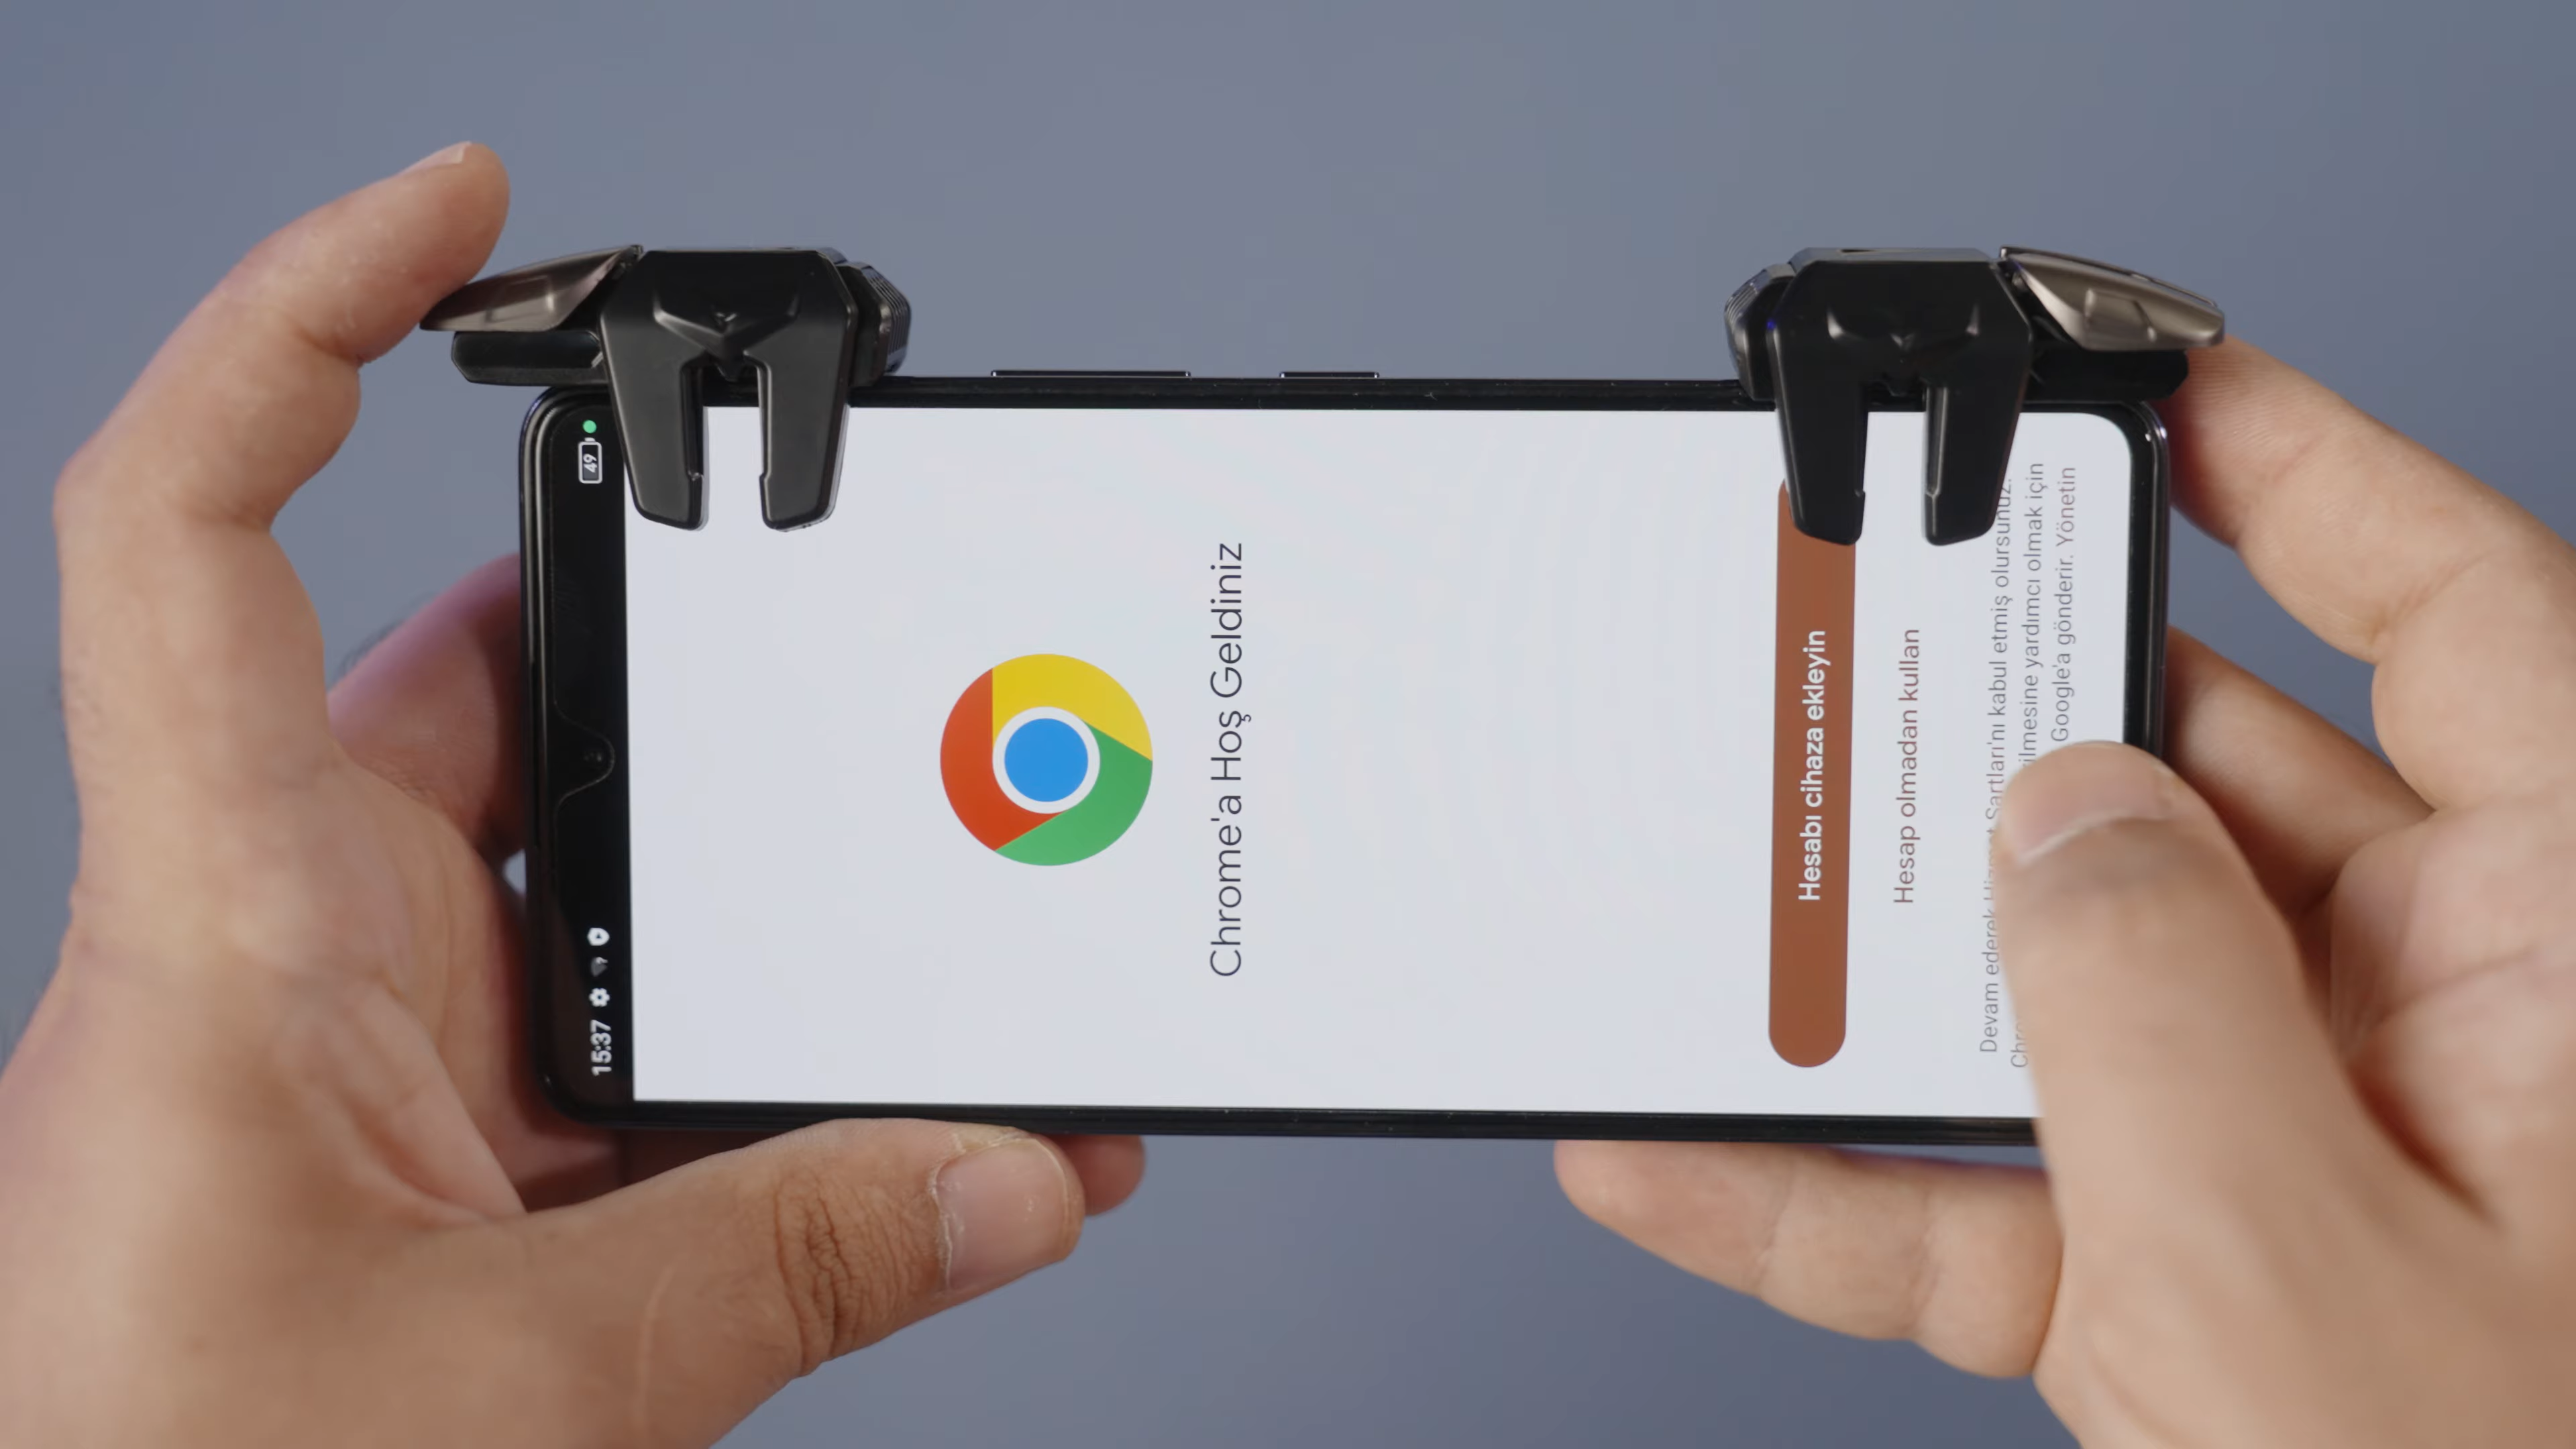 15:37
49
Chrome'a Hoş Geldiniz
Hesabı cihaza ekleyin
Hesap olmadan kullan
Devam ederek Hizmet Şartları'nı kabul etmiş olursunuz.
yardımcı olmak için
Google'a gönderir. Yönetin